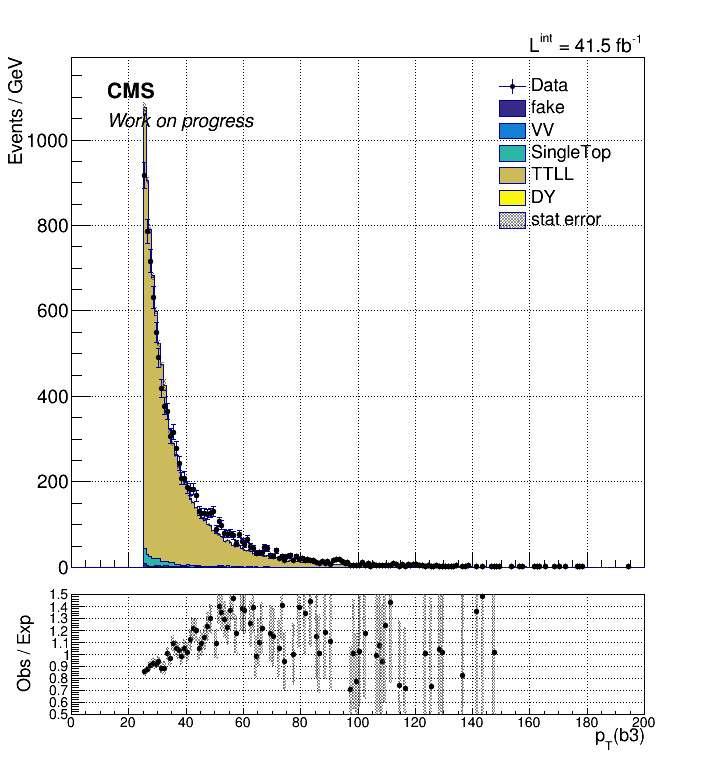 L^int = 41.5 fb^-1
Events / GeV
CMS
Work on progress
Data
fake
VV
SingleTop
TTLL
DY
stat error
1000
800
600
400
200
0
Obs / Exp
1.5
1.4
1.3
1.2
1.1
1
0.9
0.8
0.7
0.6
0.5
0 20 40 60 80 100 120 140 160 180 200
p_T(b3)